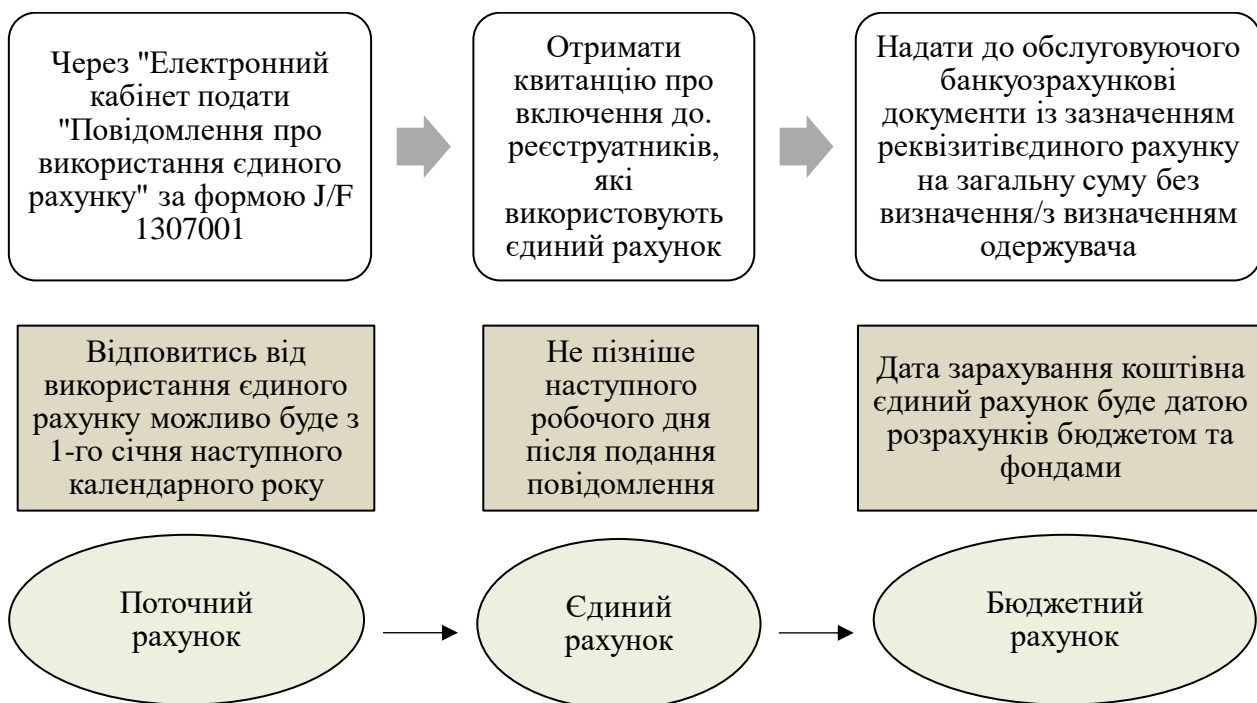 Через "Електронний
кабінет подати
"Повідомлення про
використання єдиного
рахунку" за формою J/F
1307001
Отримати
квитанцію про
включення до.
реєструатників,
які
використовують
єдиний рахунок
Надати до обслуговуючого
банкуозрахункові
документи із зазначенням
реквізитівєдиного рахунку
на загальну суму без
визначення/з визначенням
одержувача
Відповитись від
використання єдиного
рахунку можливо буде з
1-го січня наступного
календарного року
Не пізніше
наступного
робочого дня
після подання
повідомлення
Дата зарахування коштівна
єдиний рахунок буде датою
розрахунків бюджетом та
фондами
Поточний
рахунок
Єдиний
рахунок
Бюджетний
рахунок